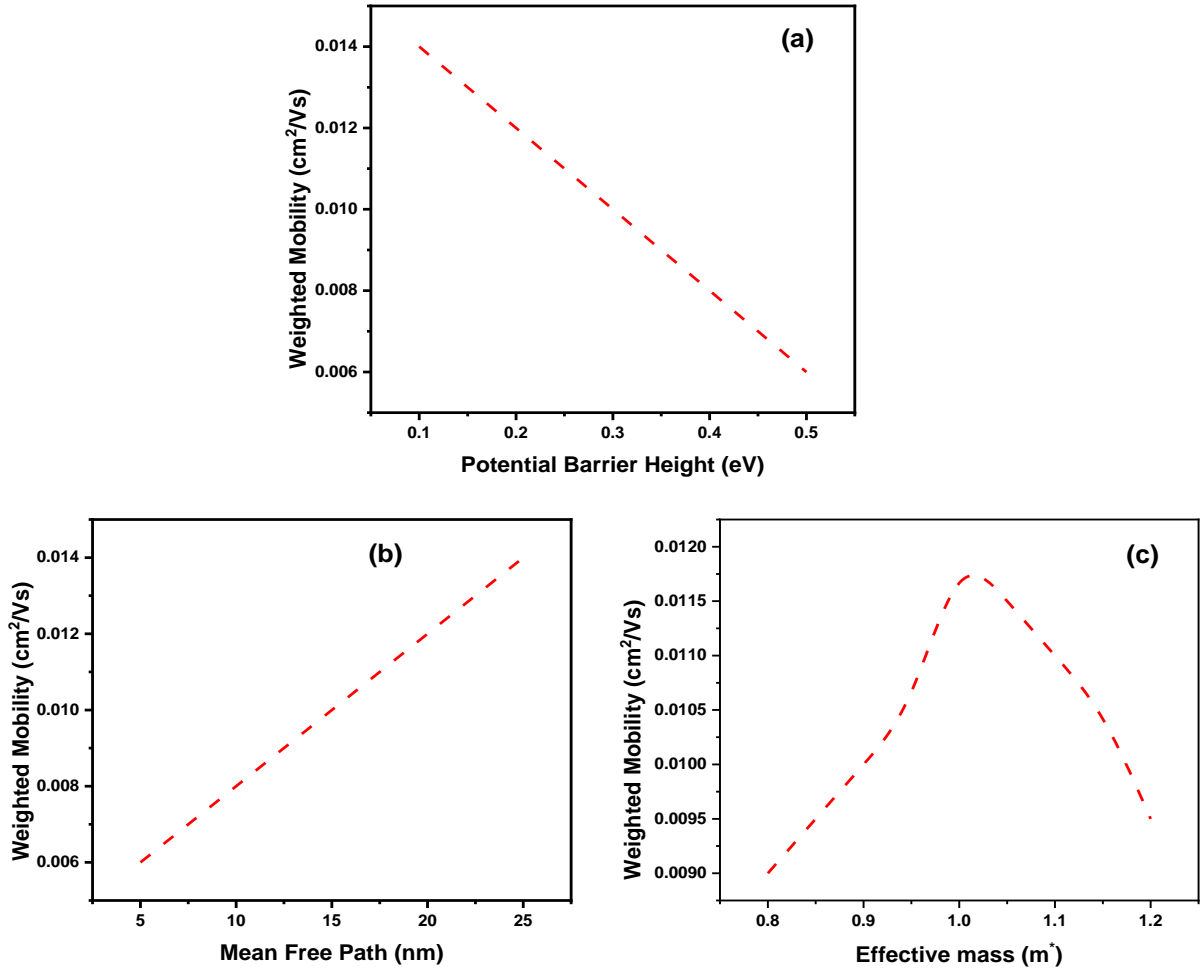 (a)
Weighted Mobility (cm²/Vs)
0.014
0.012
0.010
0.008
0.006
0.1 0.2 0.3 0.4 0.5
Potential Barrier Height (eV)
(b)
Weighted Mobility (cm²/Vs)
0.014
0.012
0.010
0.008
0.006
5 10 15 20 25
Mean Free Path (nm)
(c)
Weighted Mobility (cm²/Vs)
0.0120
0.0115
0.0110
0.0105
0.0100
0.0095
0.0090
0.8 0.9 1.0 1.1 1.2
Effective mass (m*)